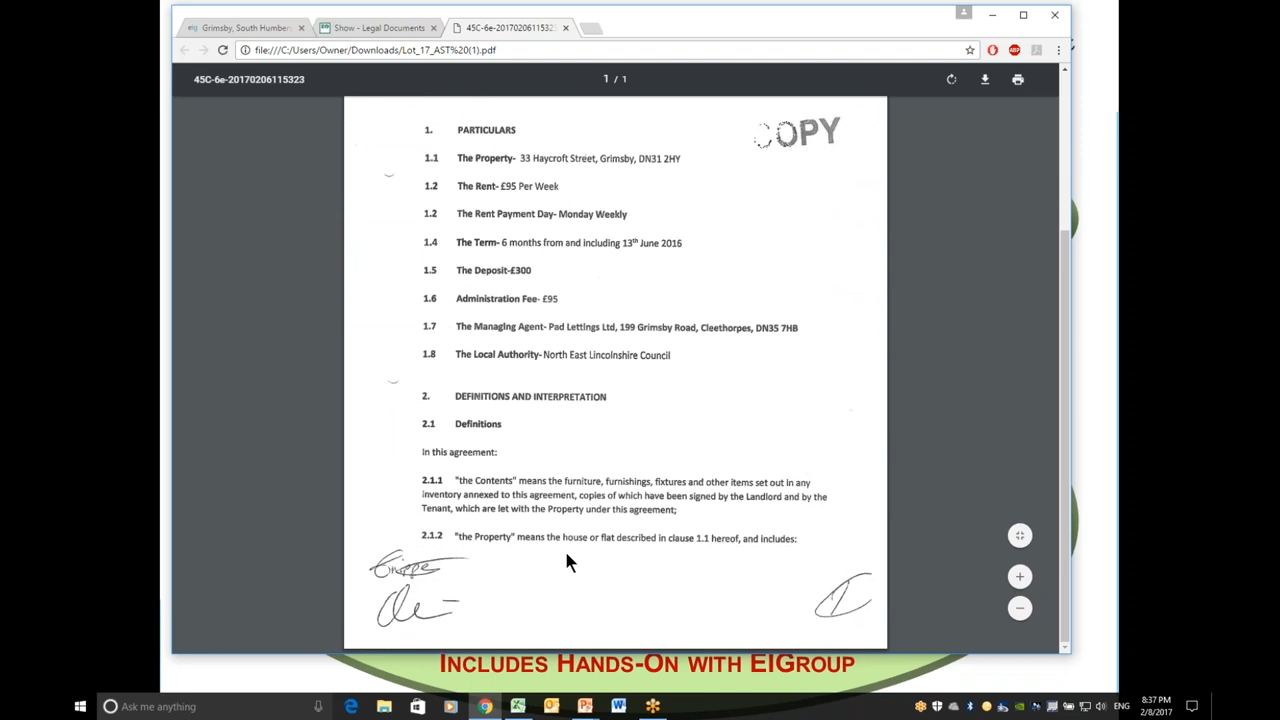 Grimsby, South Humber
Show - Legal Documents
45C-6e-2017020611532
file:///C:/Users/Owner/Downloads/Lot_17_AST%20(1).pdf
ABP
45C-6e-20170206115323
1 / 1
COPY
1. PARTICULARS
1.1 The Property- 33 Haycroft Street, Grimsby, DN31 2HY
1.2 The Rent- £95 Per Week
1.2 The Rent Payment Day- Monday Weekly
1.4 The Term- 6 months from and including 13th June 2016
1.5 The Deposit-£300
1.6 Administration Fee- £95
1.7 The Managing Agent- Pad Lettings Ltd, 199 Grimsby Road, Cleethorpes, DN35 7HB
1.8 The Local Authority- North East Lincolnshire Council
2. DEFINITIONS AND INTERPRETATION
2.1 Definitions
In this agreement:
2.1.1 "the Contents" means the furniture, furnishings, fixtures and other items set out in any
inventory annexed to this agreement, copies of which have been signed by the Landlord and by the
Tenant, which are let with the Property under this agreement;
2.1.2 "the Property" means the house or flat described in clause 1.1 hereof, and includes:
INCLUDES HANDS-ON WITH EIGROUP
Ask me anything
ENG
8:37 PM
2/8/2017